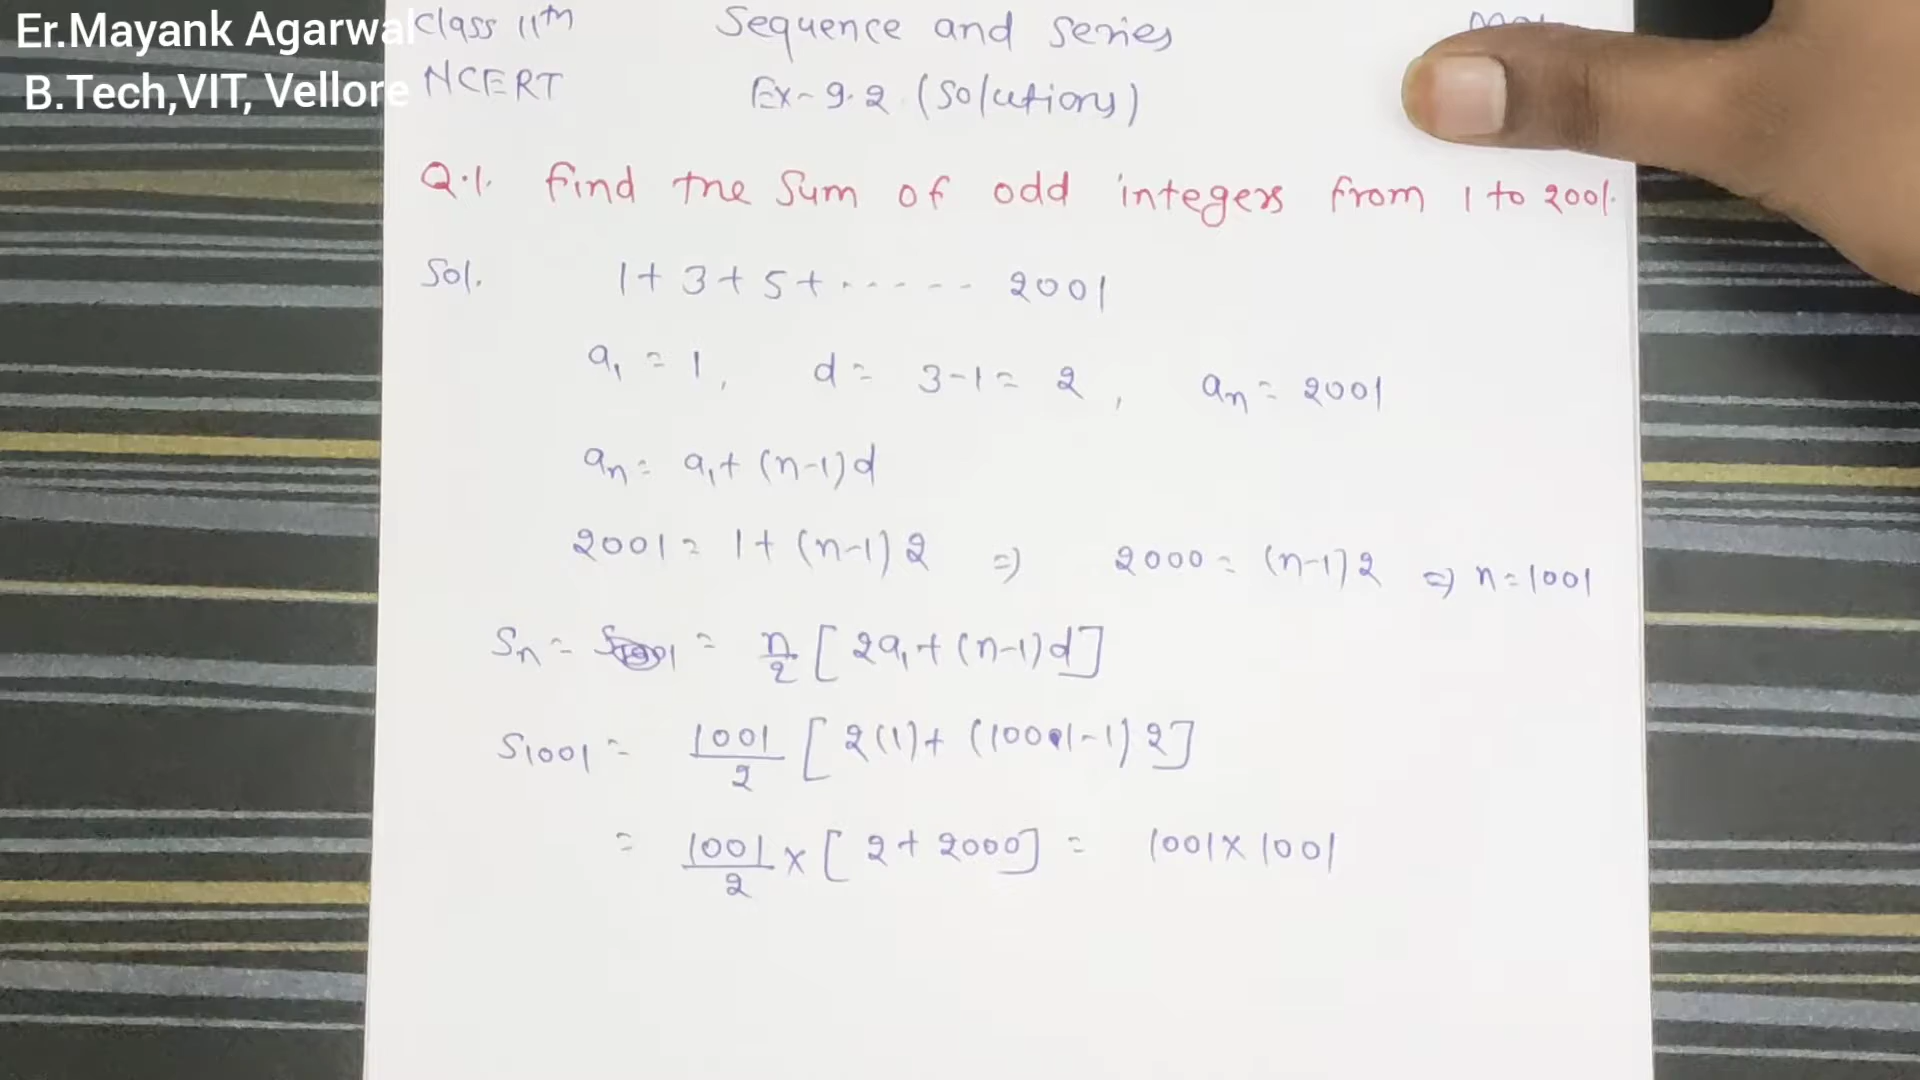 Er.Mayank Agarwal
B.Tech,VIT, Vellore
Class 11th Sequence and Series
NCERT Ex-9.2 (Solutions)
Q.1. Find the Sum of odd integers from 1 to 2001.
Sol. 1+3+5+...... 2001
a₁ = 1, d = 3-1 = 2, aₙ = 2001
aₙ = a₁+(n-1)d
2001 = 1+(n-1)2 ⇒ 2000 = (n-1)2 ⇒ n=1001
Sₙ = = n/2 [2a₁+(n-1)d]
S₁₀₀₁ = 1001/2 [2(1)+(1001-1)2]
= 1001/2 × [2+2000] = 1001×1001